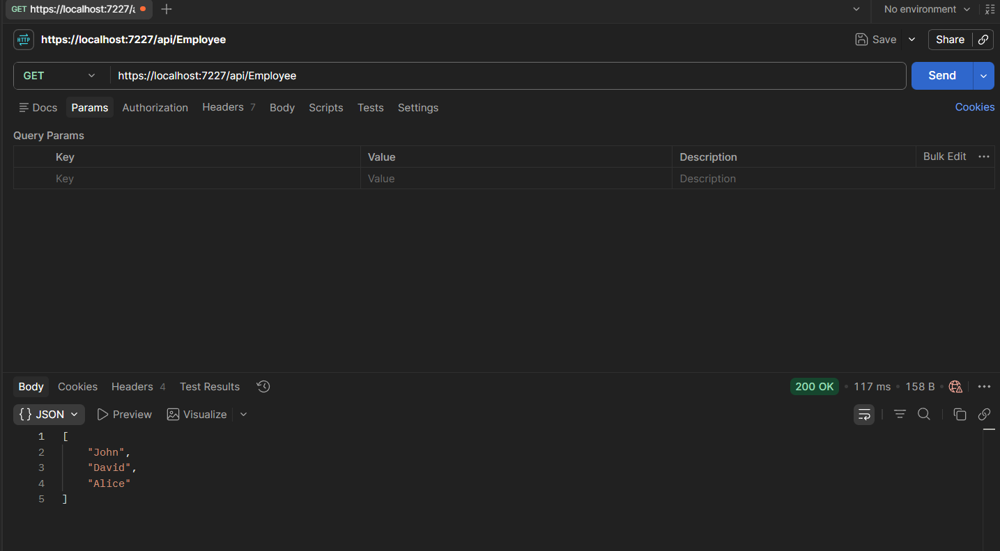 GET https://localhost:7227/a
No environment
HTTP https://localhost:7227/api/Employee Save Share
GET https://localhost:7227/api/Employee Send
Docs Params Authorization Headers 7 Body Scripts Tests Settings Cookies
Query Params
Key Value Description Bulk Edit
Key Value Description
Body Cookies Headers 4 Test Results 200 OK • 117 ms • 158 B •
{} JSON Preview Visualize
1 [
2 "John",
3 "David",
4 "Alice"
5 ]